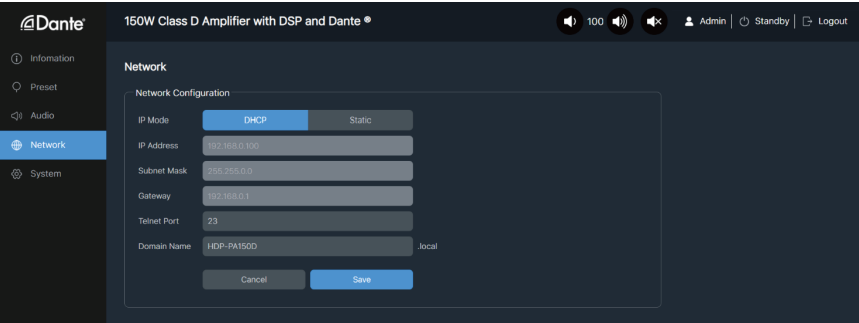 Dante®
150W Class D Amplifier with DSP and Dante ®
100
Admin
Standby
Logout
Infomation
Preset
Audio
Network
System
Network
Network Configuration
IP Mode DHCP Static
IP Address 192.168.0.100
Subnet Mask 255.255.0.0
Gateway 192.168.0.1
Telnet Port 23
Domain Name HDP-PA150D .local
Cancel Save